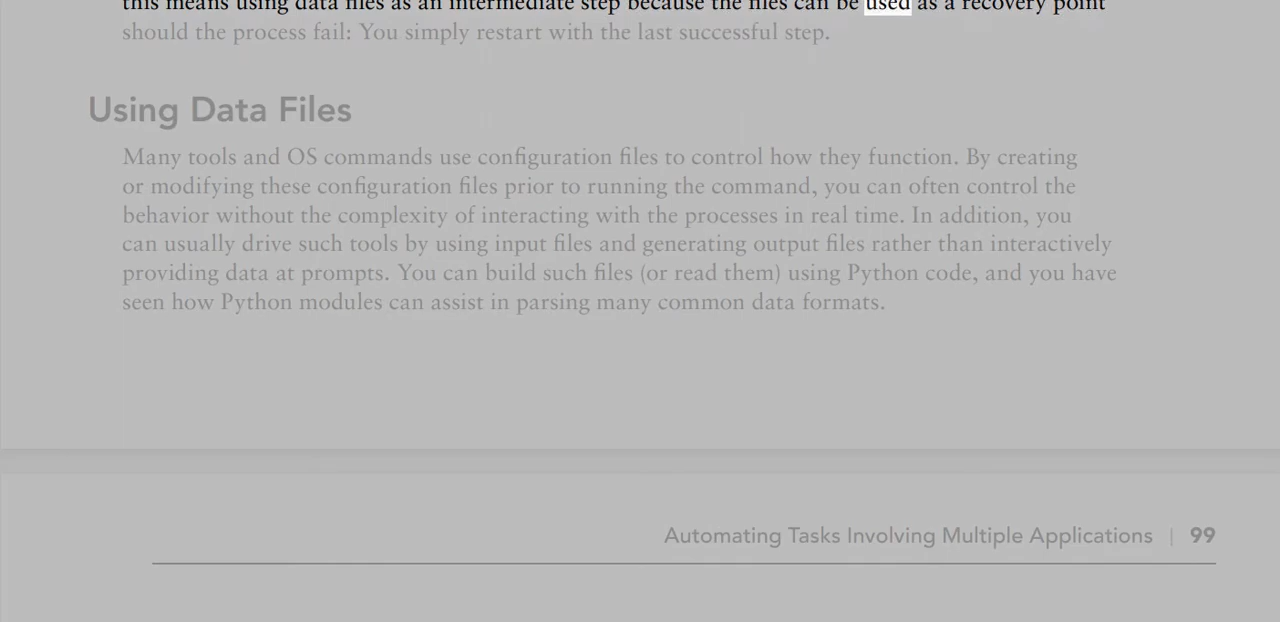 this means using data files as an intermediate step because the files can be used as a recovery point
should the process fail: You simply restart with the last successful step.
Using Data Files
Many tools and OS commands use configuration files to control how they function. By creating
or modifying these configuration files prior to running the command, you can often control the
behavior without the complexity of interacting with the processes in real time. In addition, you
can usually drive such tools by using input files and generating output files rather than interactively
providing data at prompts. You can build such files (or read them) using Python code, and you have
seen how Python modules can assist in parsing many common data formats.
Automating Tasks Involving Multiple Applications | 99